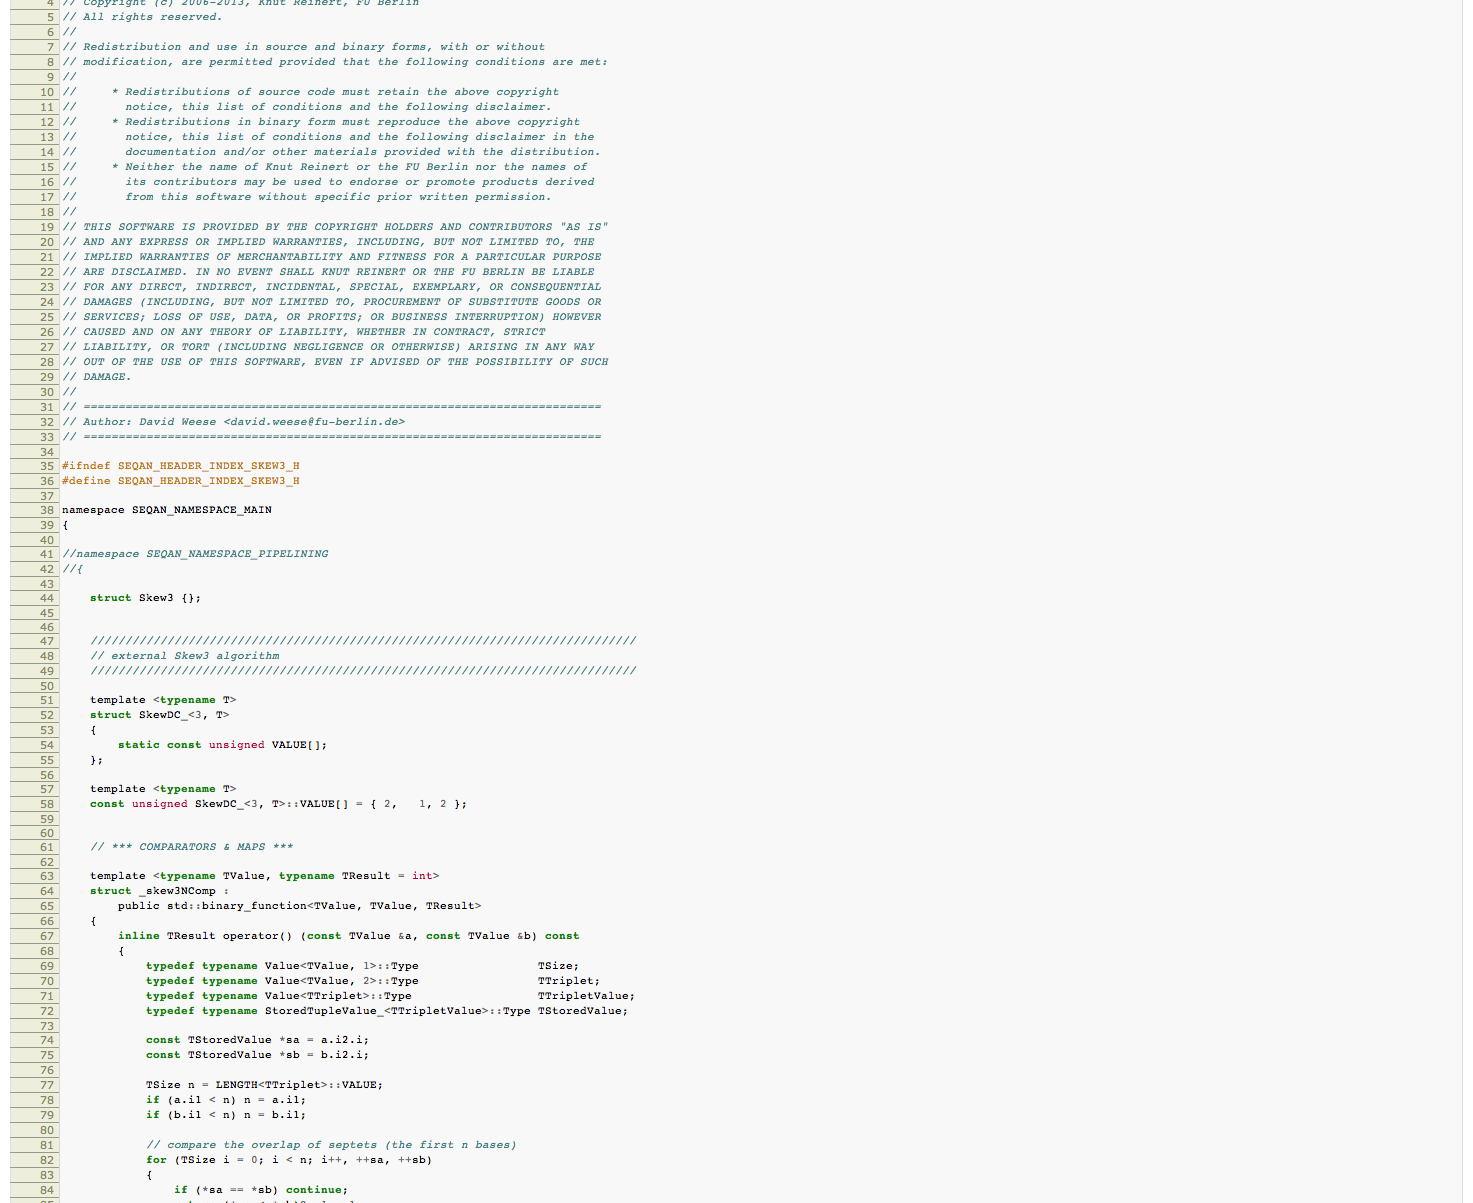 4 // Copyright (c) 2006-2013, Knut Reinert, FU Berlin
5 // All rights reserved.
6 //
7 // Redistribution and use in source and binary forms, with or without
8 // modification, are permitted provided that the following conditions are met:
9 //
10 //     * Redistributions of source code must retain the above copyright
11 //       notice, this list of conditions and the following disclaimer.
12 //     * Redistributions in binary form must reproduce the above copyright
13 //       notice, this list of conditions and the following disclaimer in the
14 //       documentation and/or other materials provided with the distribution.
15 //     * Neither the name of Knut Reinert or the FU Berlin nor the names of
16 //       its contributors may be used to endorse or promote products derived
17 //       from this software without specific prior written permission.
18 //
19 // THIS SOFTWARE IS PROVIDED BY THE COPYRIGHT HOLDERS AND CONTRIBUTORS "AS IS"
20 // AND ANY EXPRESS OR IMPLIED WARRANTIES, INCLUDING, BUT NOT LIMITED TO, THE
21 // IMPLIED WARRANTIES OF MERCHANTABILITY AND FITNESS FOR A PARTICULAR PURPOSE
22 // ARE DISCLAIMED. IN NO EVENT SHALL KNUT REINERT OR THE FU BERLIN BE LIABLE
23 // FOR ANY DIRECT, INDIRECT, INCIDENTAL, SPECIAL, EXEMPLARY, OR CONSEQUENTIAL
24 // DAMAGES (INCLUDING, BUT NOT LIMITED TO, PROCUREMENT OF SUBSTITUTE GOODS OR
25 // SERVICES; LOSS OF USE, DATA, OR PROFITS; OR BUSINESS INTERRUPTION) HOWEVER
26 // CAUSED AND ON ANY THEORY OF LIABILITY, WHETHER IN CONTRACT, STRICT
27 // LIABILITY, OR TORT (INCLUDING NEGLIGENCE OR OTHERWISE) ARISING IN ANY WAY
28 // OUT OF THE USE OF THIS SOFTWARE, EVEN IF ADVISED OF THE POSSIBILITY OF SUCH
29 // DAMAGE.
30 //
31 // ==========================================================================
32 // Author: David Weese <david.weese@fu-berlin.de>
33 // ==========================================================================
34
35 #ifndef SEQAN_HEADER_INDEX_SKEW3_H
36 #define SEQAN_HEADER_INDEX_SKEW3_H
37
38 namespace SEQAN_NAMESPACE_MAIN
39 {
40
41 //namespace SEQAN_NAMESPACE_PIPELINING
42 //{
43
44     struct Skew3 {};
45
46
47     //////////////////////////////////////////////////////////////////////////////
48     // external Skew3 algorithm
49     //////////////////////////////////////////////////////////////////////////////
50
51     template <typename T>
52     struct SkewDC_<3, T>
53     {
54         static const unsigned VALUE[];
55     };
56
57     template <typename T>
58     const unsigned SkewDC_<3, T>::VALUE[] = { 2,   1, 2 };
59
60
61     // *** COMPARATORS & MAPS ***
62
63     template <typename TValue, typename TResult = int>
64     struct _skew3NComp :
65         public std::binary_function<TValue, TValue, TResult>
66     {
67         inline TResult operator() (const TValue &a, const TValue &b) const
68         {
69             typedef typename Value<TValue, 1>::Type                 TSize;
70             typedef typename Value<TValue, 2>::Type                 TTriplet;
71             typedef typename Value<TTriplet>::Type                  TTripletValue;
72             typedef typename StoredTupleValue_<TTripletValue>::Type TStoredValue;
73
74             const TStoredValue *sa = a.i2.i;
75             const TStoredValue *sb = b.i2.i;
76
77             TSize n = LENGTH<TTriplet>::VALUE;
78             if (a.i1 < n) n = a.i1;
79             if (b.i1 < n) n = b.i1;
80
81             // compare the overlap of septets (the first n bases)
82             for (TSize i = 0; i < n; i++, ++sa, ++sb)
83             {
84                 if (*sa == *sb) continue;